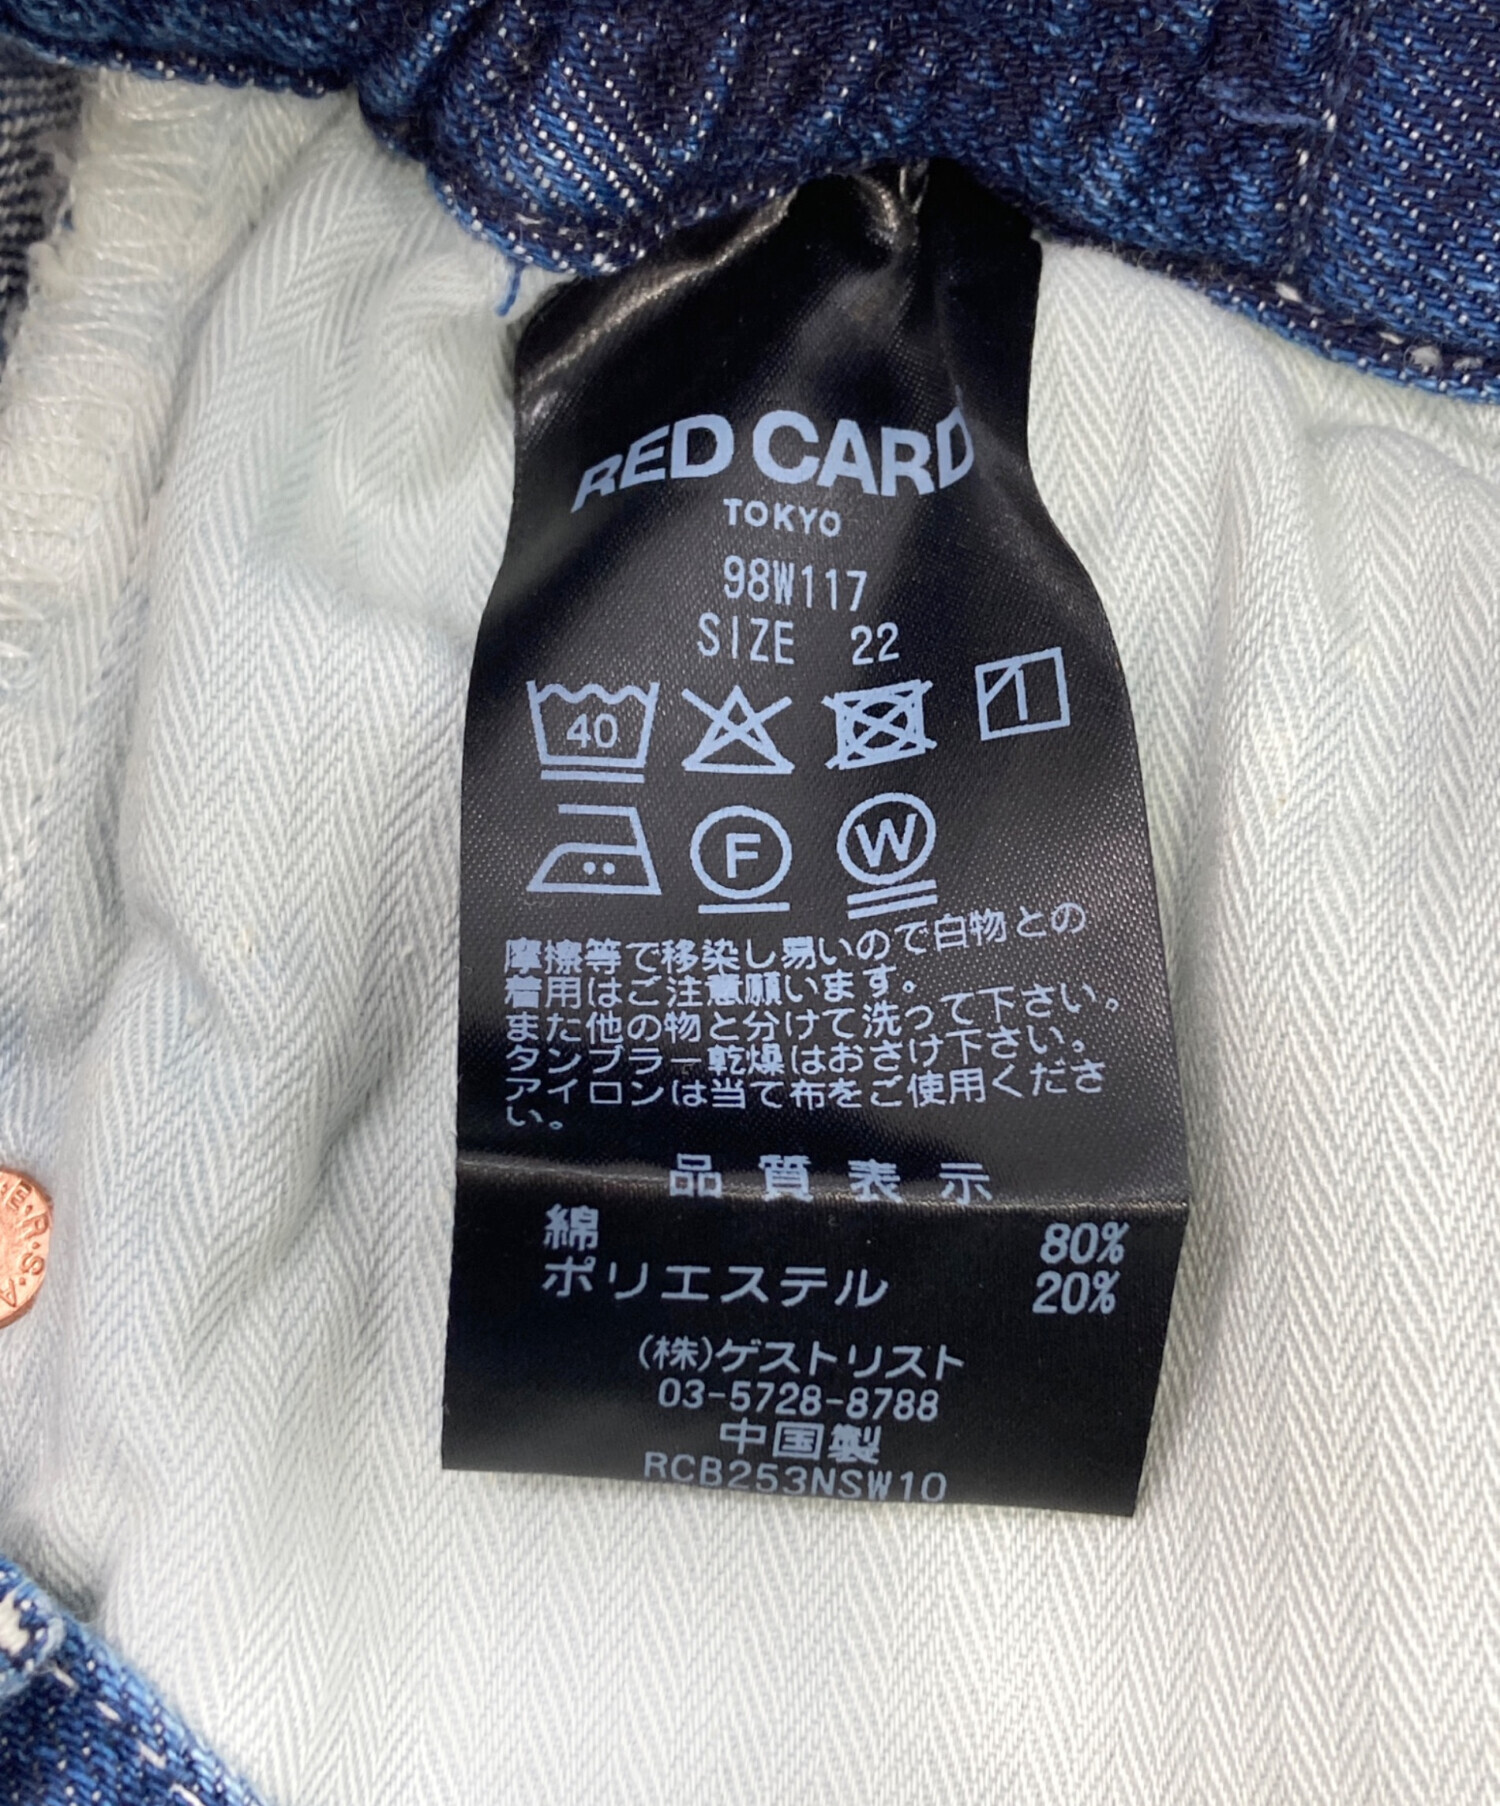 RED CARD
TOKYO
98W117
SIZE 22
40
F
W
摩擦等で移染し易いので白物との
着用はご注意願います。
また他の物と分けて洗って下さい。
タンブラー乾燥はおさけ下さい。
アイロンは当て布をご使用くださ
い。
品質表示
綿 80%
ポリエステル 20%
(株)ゲストリスト
03-5728-8788
中国製
RCB253NSW10